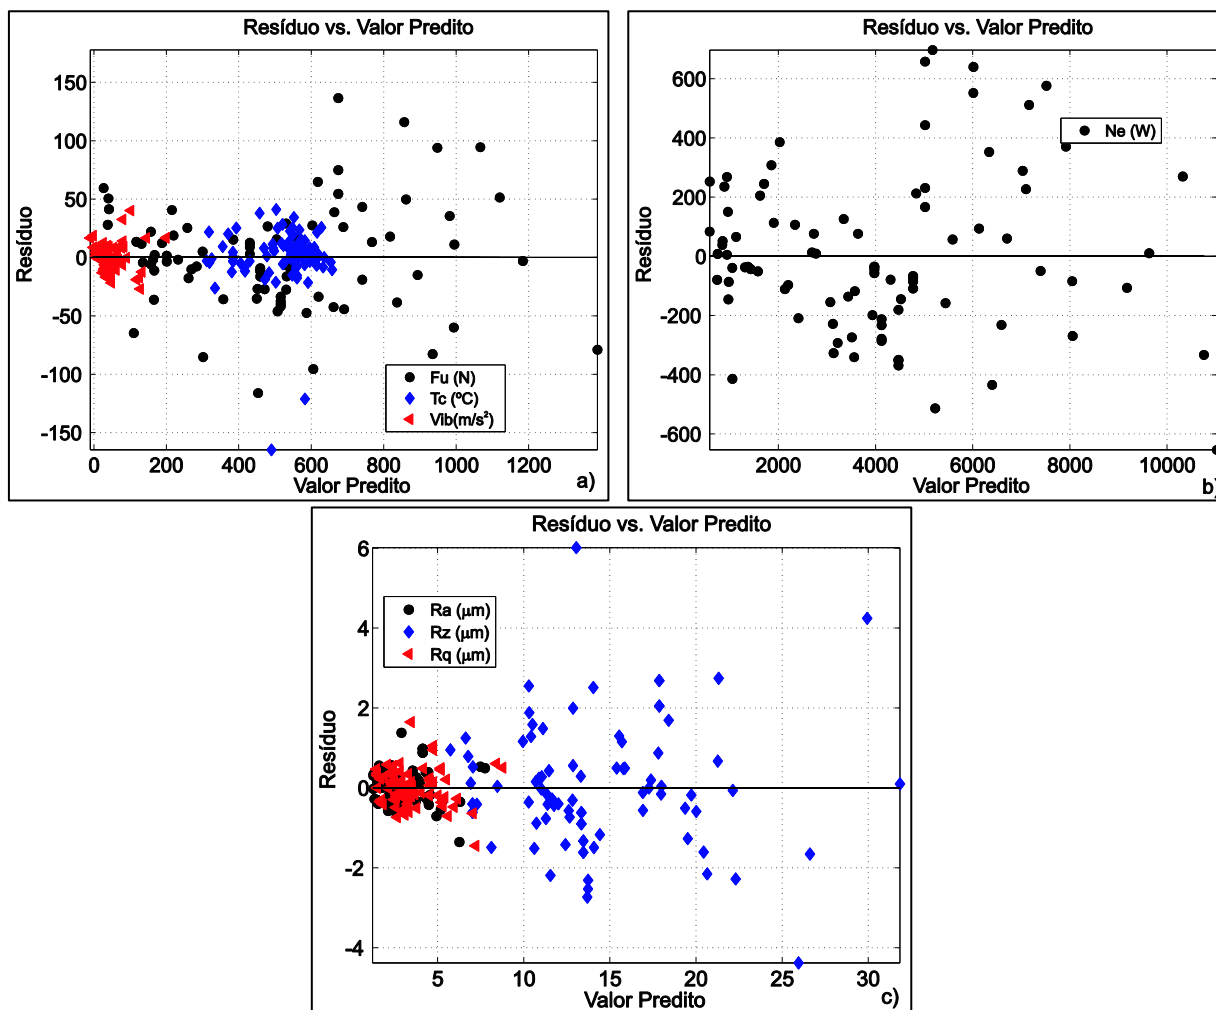 Resíduo vs. Valor Predito
150
100
50
0
-50
-100
-150
Resíduo
Fu (N)
Tc (ºC)
Vib(m/s²)
0 200 400 600 800 1000 1200
Valor Predito
a)
Resíduo vs. Valor Predito
600
400
200
0
-200
-400
-600
Resíduo
Ne (W)
2000 4000 6000 8000 10000
Valor Predito
b)
Resíduo vs. Valor Predito
6
4
2
0
-2
-4
Resíduo
Ra (μm)
Rz (μm)
Rq (μm)
5 10 15 20 25 30
Valor Predito
c)